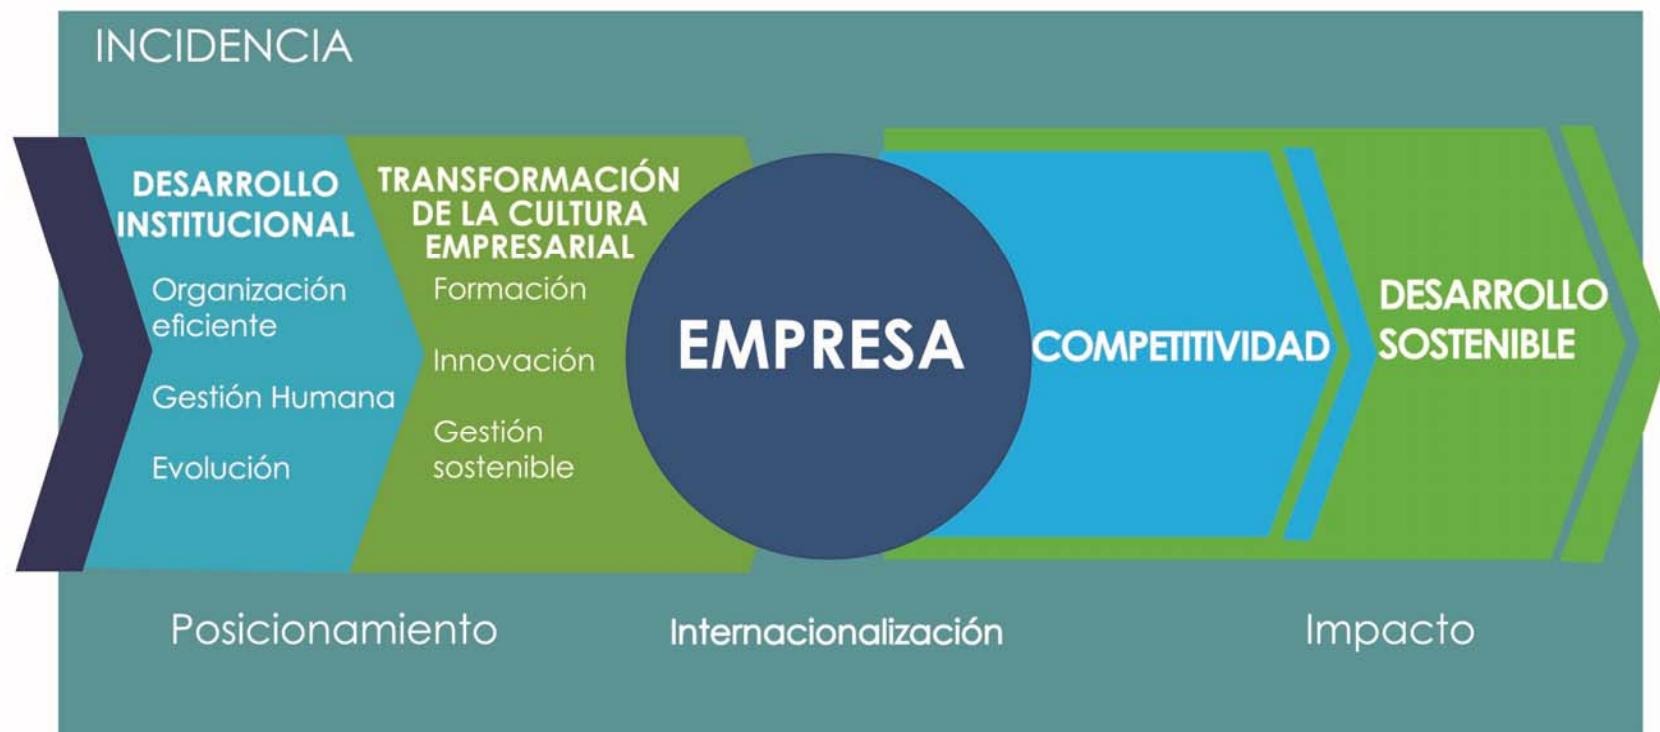 INCIDENCIA
DESARROLLO
INSTITUCIONAL
Organización
eficiente
Gestión Humana
Evolución
TRANSFORMACIÓN
DE LA CULTURA
EMPRESARIAL
Formación
Innovación
Gestión
sostenible
EMPRESA
COMPETITIVIDAD
DESARROLLO
SOSTENIBLE
Posicionamiento
Internacionalización
Impacto